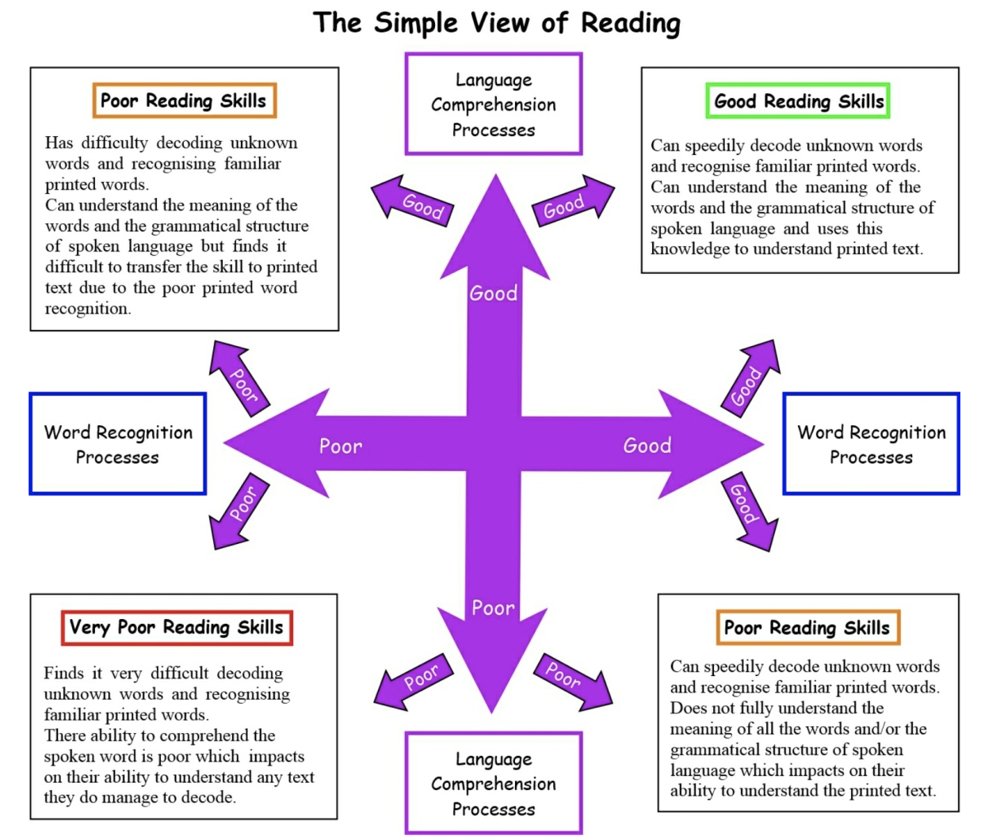 The Simple View of Reading
Language
Comprehension
Processes
Poor Reading Skills
Has difficulty decoding unknown
words and recognising familiar
printed words.
Can understand the meaning of the
words and the grammatical structure
of spoken language but finds it
difficult to transfer the skill to printed
text due to the poor printed word
recognition.
Good Reading Skills
Can speedily decode unknown words
and recognise familiar printed words.
Can understand the meaning of the
words and the grammatical structure of
spoken language and uses this
knowledge to understand printed text.
Good
Good
Good
Poor
Good
Word Recognition
Processes
Poor
Good
Word Recognition
Processes
Poor
Good
Poor
Poor
Poor
Very Poor Reading Skills
Finds it very difficult decoding
unknown words and recognising
familiar printed words.
There ability to comprehend the
spoken word is poor which impacts
on their ability to understand any text
they do manage to decode.
Poor Reading Skills
Can speedily decode unknown words
and recognise familiar printed words.
Does not fully understand the
meaning of all the words and/or the
grammatical structure of spoken
language which impacts on their
ability to understand the printed text.
Language
Comprehension
Processes